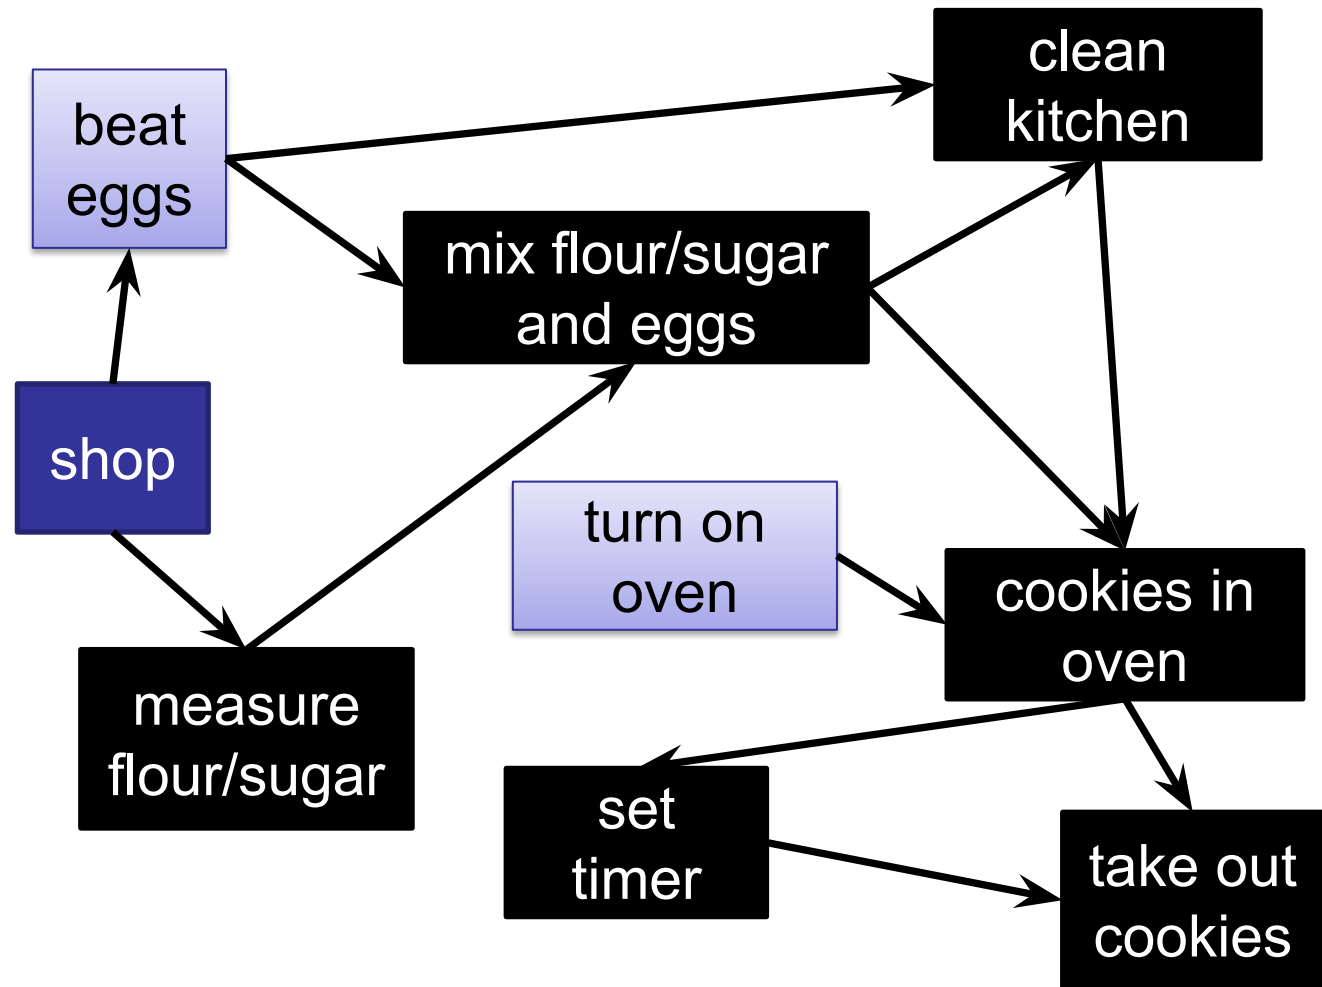 clean
kitchen
beat
eggs
mix flour/sugar
and eggs
shop
turn on
oven
cookies in
oven
measure
flour/sugar
set
timer
take out
cookies